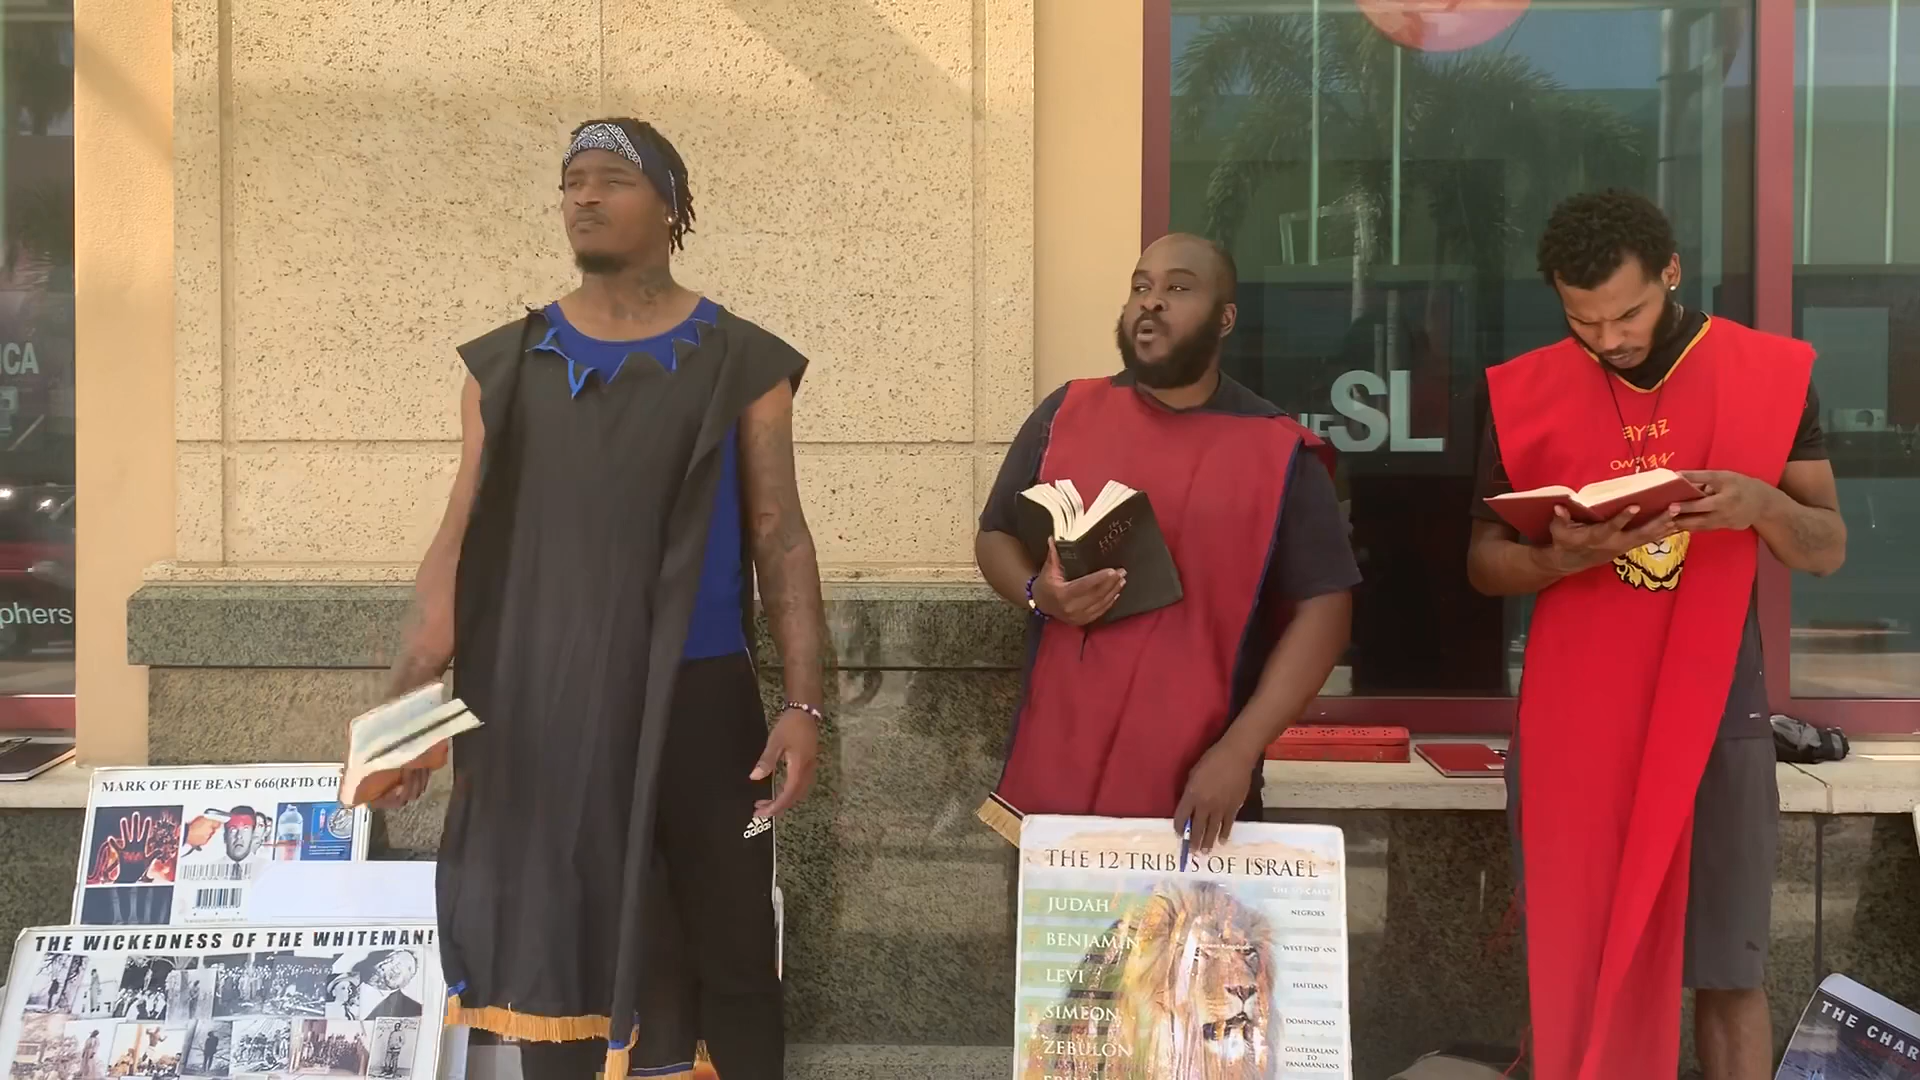 ICA
phers
SL
HOLY
adidas
MARK OF THE BEAST 666(RFID CH
THE WICKEDNESS OF THE WHITEMAN!
THE 12 TRIBES OF ISRAEL
JUDAH
NEGROES
BENJAMIN
WEST INDIANS
LEVI
HAITIANS
SIMEON
DOMINICANS
ZEBULON
GUATEMALANS
TO
PANAMANIANS
THE CHAR